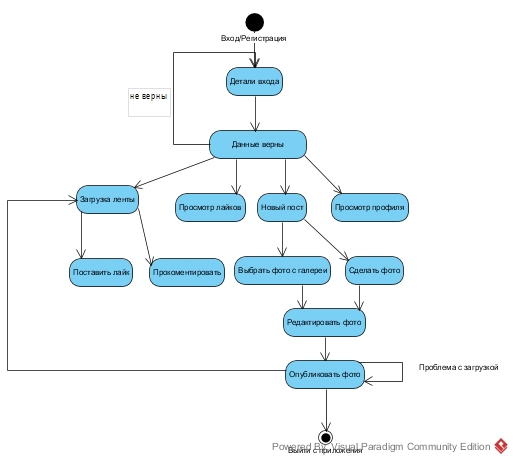 Вход/Регистрация
Детали входа
не верны
Данные верны
Загрузка ленты
Просмотр лайков
Новый пост
Просмотр профиля
Поставить лайк
Прокоментировать
Выбрать фото с галереи
Сделать фото
Редактировать фото
Опубликовать фото
Проблема с загрузкой
Powered By Visual Paradigm Community Edition
Выйти с приложения